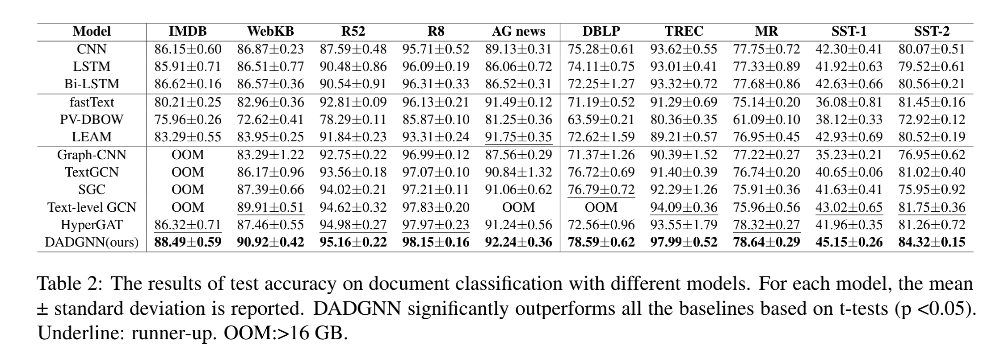 Model IMDB WebKB R52 R8 AG news DBLP TREC MR SST-1 SST-2
CNN 86.15±0.60 86.87±0.23 87.59±0.48 95.71±0.52 89.13±0.31 75.28±0.61 93.62±0.55 77.75±0.72 42.30±0.41 80.07±0.51
LSTM 85.91±0.71 86.51±0.77 90.48±0.86 96.09±0.19 86.06±0.72 74.11±0.75 93.01±0.41 77.33±0.89 41.92±0.63 79.52±0.61
Bi-LSTM 86.62±0.16 86.57±0.36 90.54±0.91 96.31±0.33 86.52±0.31 72.25±1.27 93.32±0.72 77.68±0.86 42.63±0.66 80.56±0.21
fastText 80.21±0.25 82.96±0.36 92.81±0.09 96.13±0.21 91.49±0.12 71.19±0.52 91.29±0.69 75.14±0.20 36.08±0.81 81.45±0.16
PV-DBOW 75.96±0.26 72.62±0.41 78.29±0.11 85.87±0.10 81.25±0.36 63.59±0.21 80.36±0.35 61.09±0.10 38.12±0.33 72.92±0.12
LEAM 83.29±0.55 83.95±0.25 91.84±0.23 93.31±0.24 91.75±0.35 72.62±1.59 89.21±0.57 76.95±0.45 42.93±0.69 80.52±0.19
Graph-CNN OOM 83.29±1.22 92.75±0.22 96.99±0.12 87.56±0.29 71.37±1.26 90.39±1.52 77.22±0.27 35.23±0.21 76.95±0.62
TextGCN OOM 86.17±0.96 93.56±0.18 97.07±0.10 90.84±1.32 76.72±0.69 91.40±0.39 76.74±0.20 40.65±0.06 81.02±0.40
SGC OOM 87.39±0.66 94.02±0.21 97.21±0.11 91.06±0.62 76.79±0.72 92.29±1.26 75.91±0.36 41.63±0.41 75.95±0.92
Text-level GCN OOM 89.91±0.51 94.62±0.32 97.83±0.20 OOM OOM 94.09±0.36 75.96±0.56 43.02±0.65 81.75±0.36
HyperGAT 86.32±0.71 87.46±0.55 94.98±0.27 97.97±0.23 91.24±0.56 72.56±0.96 93.55±1.79 78.32±0.27 41.96±0.35 81.26±0.72
DADGNN(ours) 88.49±0.59 90.92±0.42 95.16±0.22 98.15±0.16 92.24±0.36 78.59±0.62 97.99±0.52 78.64±0.29 45.15±0.26 84.32±0.15
Table 2: The results of test accuracy on document classification with different models. For each model, the mean
± standard deviation is reported. DADGNN significantly outperforms all the baselines based on t-tests (p <0.05).
Underline: runner-up. OOM:>16 GB.